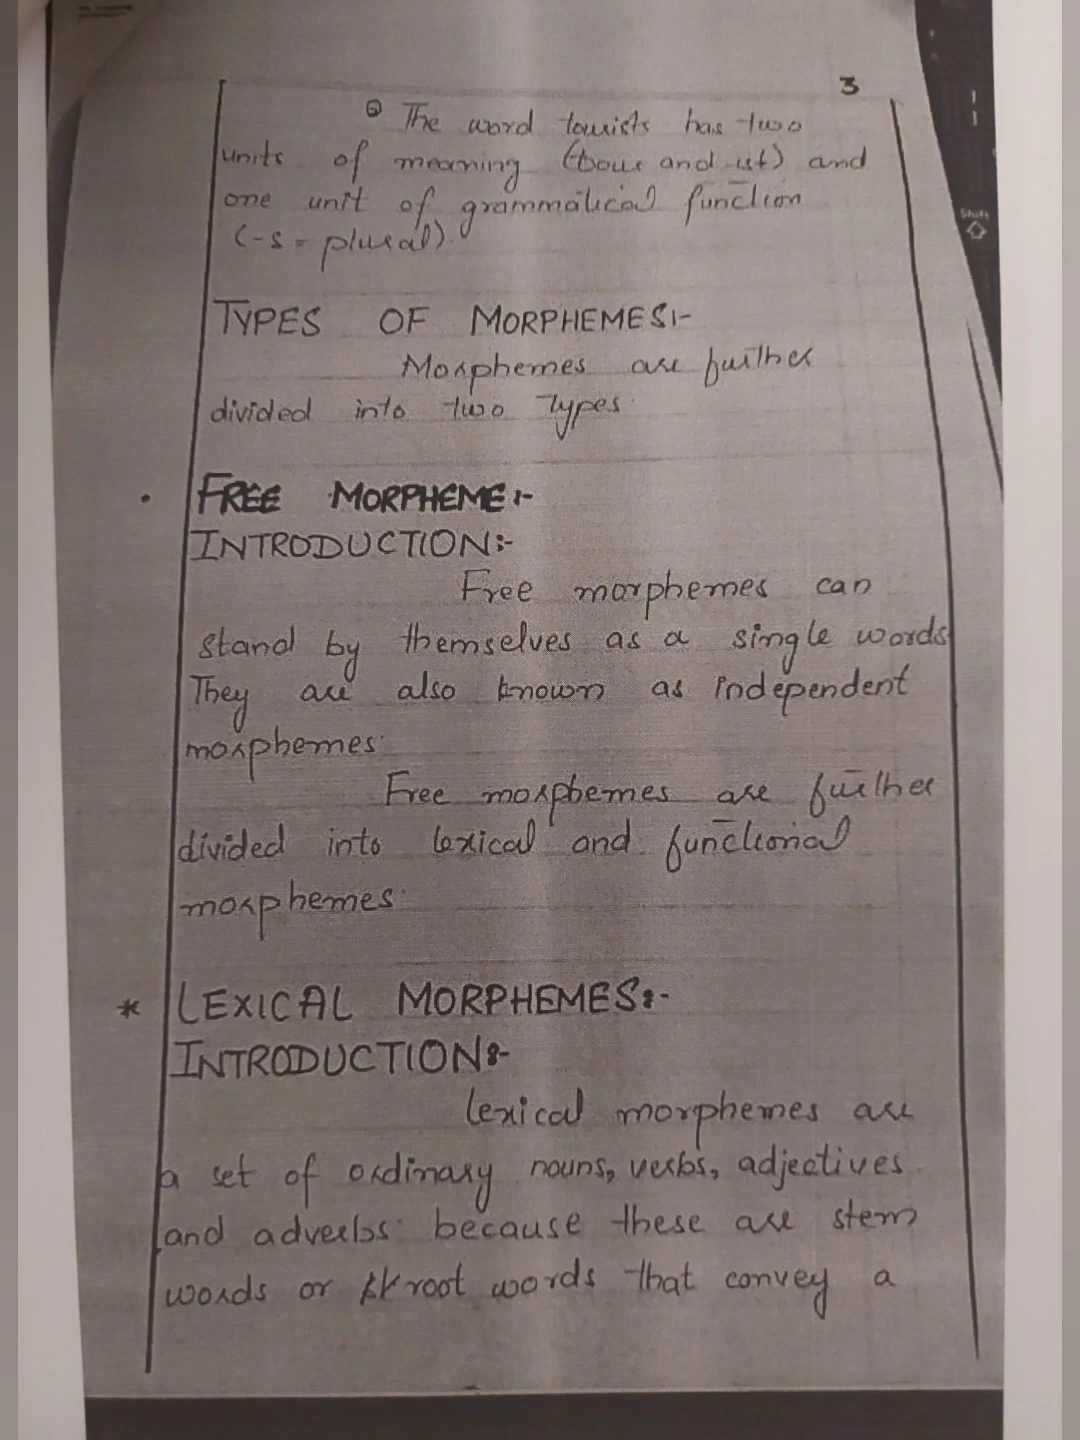 3
The word tourists has two
units of meaning (tour and ist) and
one unit of grammatical function
(-s = plural).
Shift
TYPES OF MORPHEMES:-
Morphemes are further
divided into two types.
• FREE MORPHEME:-
INTRODUCTION:-
Free morphemes can
stand by themselves as a single words
They are also known as independent
morphemes.
Free morphemes are further
divided into lexical and functional
morphemes.
* LEXICAL MORPHEMES:-
INTRODUCTION:-
Lexical morphemes are
a set of ordinary nouns, verbs, adjectives
and adverbs. because these are stem
words or root words that convey a